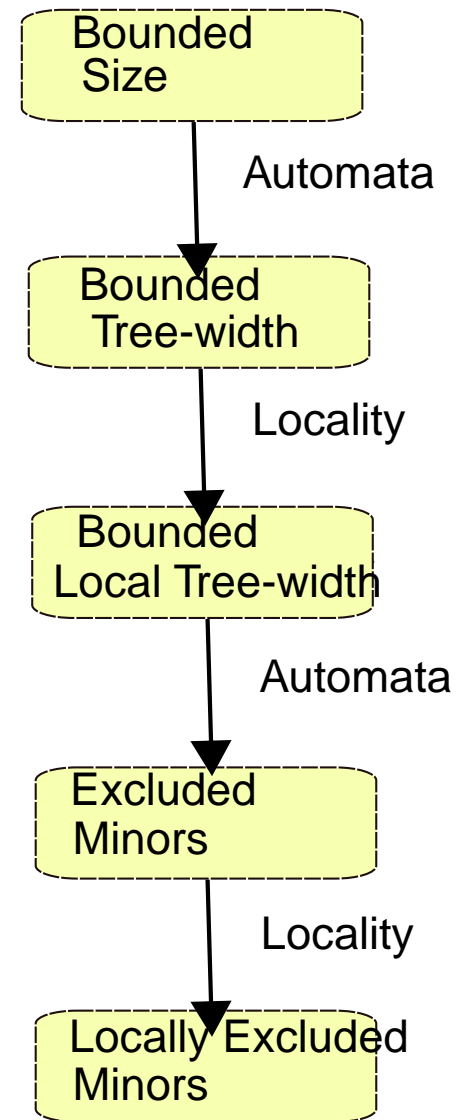 Bounded
Size
Automata
Bounded
Tree-width
Locality
Bounded
Local Tree-width
Automata
Excluded
Minors
Locality
Locally Excluded
Minors